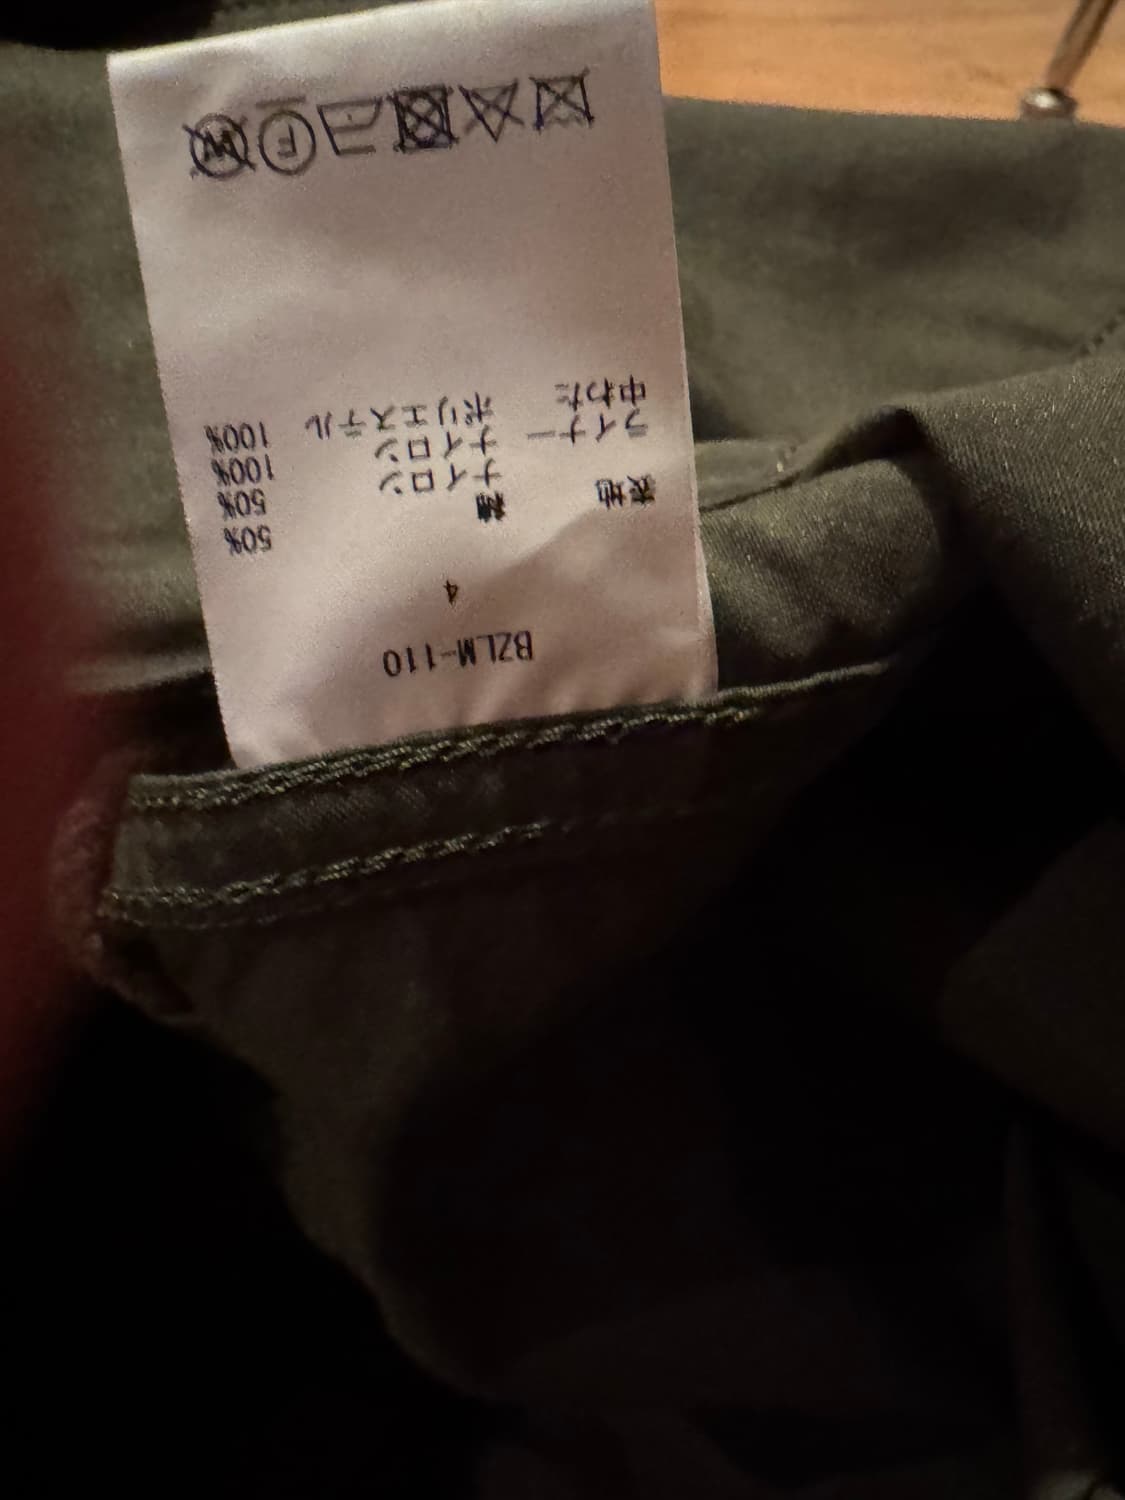 BZLM-110
4
表地 綿 50%
ナイロン 50%
ライナー ナイロン 100%
中わた ポリエステル 100%